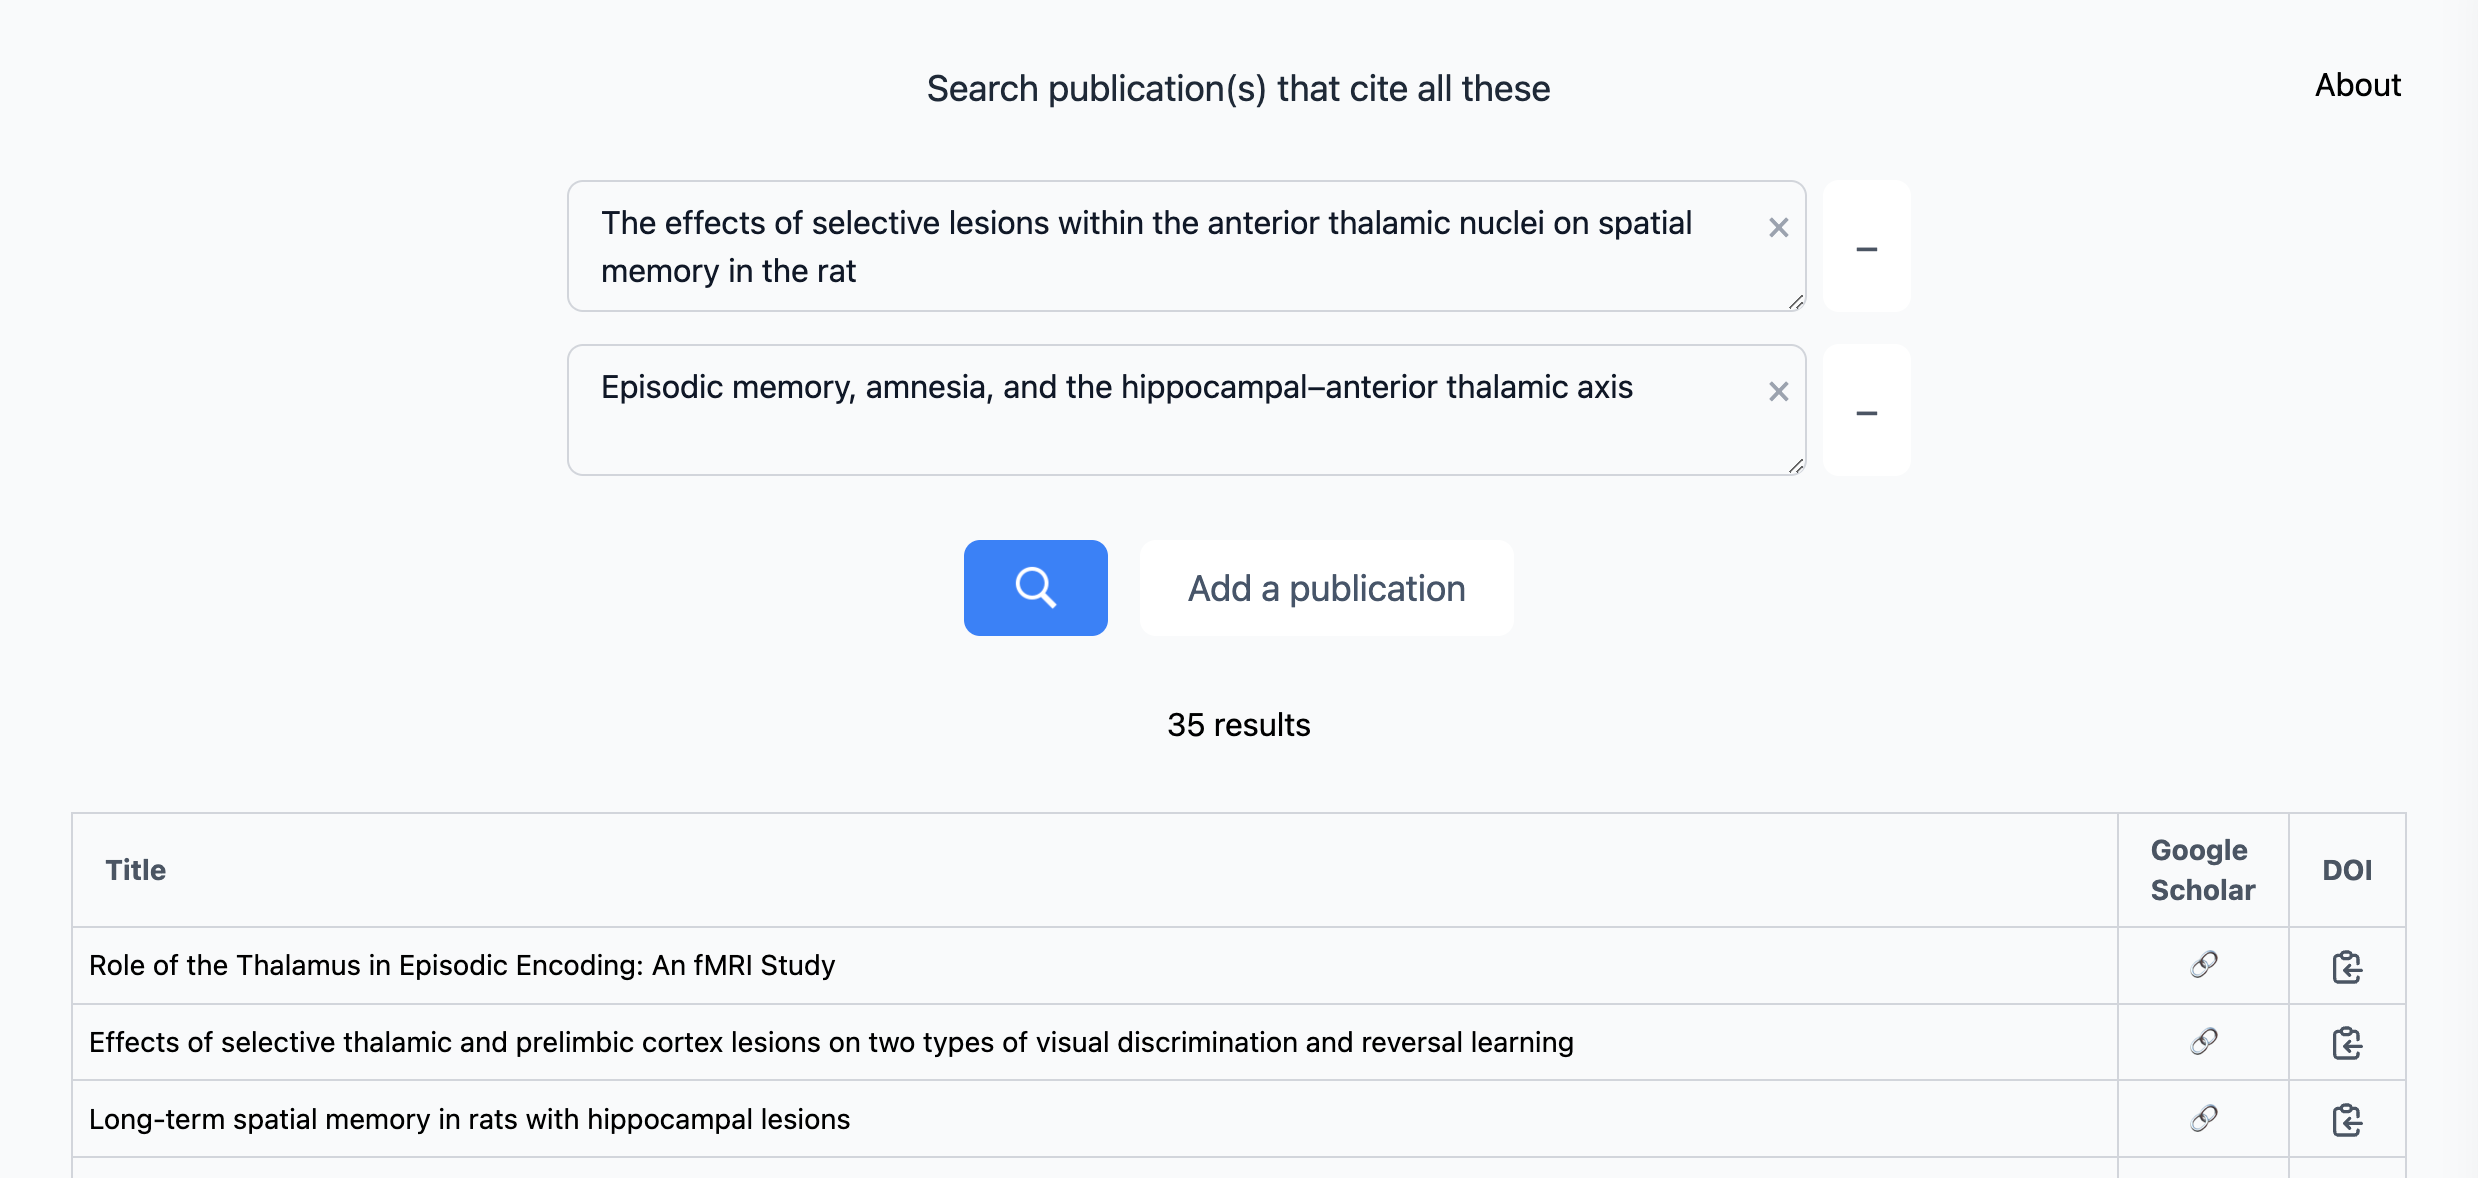 Search publication(s) that cite all these
About
The effects of selective lesions within the anterior thalamic nuclei on spatial
memory in the rat
Episodic memory, amnesia, and the hippocampal–anterior thalamic axis
Add a publication
35 results
Title
Google
Scholar
DOI
Role of the Thalamus in Episodic Encoding: An fMRI Study
Effects of selective thalamic and prelimbic cortex lesions on two types of visual discrimination and reversal learning
Long-term spatial memory in rats with hippocampal lesions